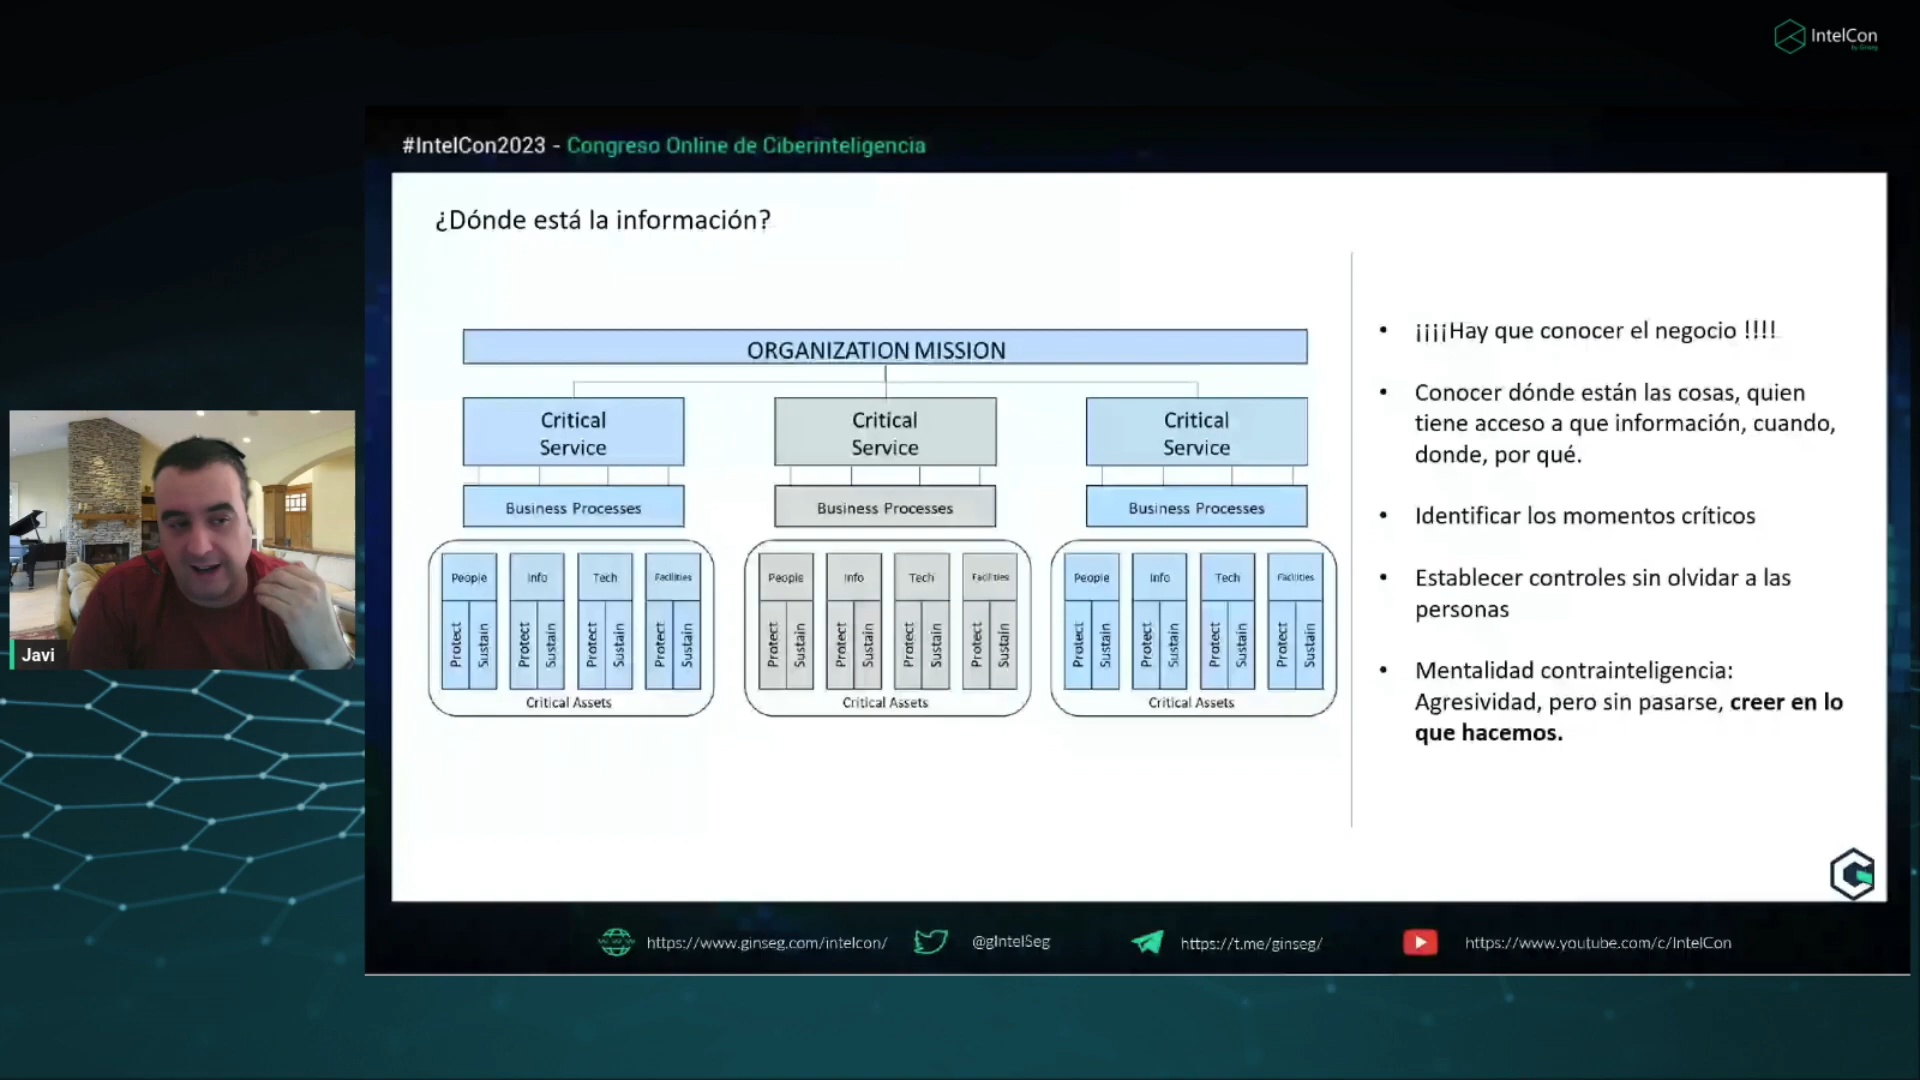 IntelCon
by Ginseg
#IntelCon2023 - Congreso Online de Ciberinteligencia
¿Dónde está la información?
ORGANIZATION MISSION
Critical
Service
Critical
Service
Critical
Service
Business Processes
Business Processes
Business Processes
People
Info
Tech
Facilities
People
Info
Tech
Facilities
People
Info
Tech
Facilities
Protect
Sustain
Protect
Sustain
Protect
Sustain
Protect
Sustain
Protect
Sustain
Protect
Sustain
Protect
Sustain
Protect
Sustain
Protect
Sustain
Protect
Sustain
Protect
Sustain
Protect
Sustain
Critical Assets
Critical Assets
Critical Assets
• ¡¡¡¡Hay que conocer el negocio !!!!
• Conocer dónde están las cosas, quien
tiene acceso a que información, cuando,
donde, por qué.
• Identificar los momentos críticos
• Establecer controles sin olvidar a las
personas
• Mentalidad contrainteligencia:
Agresividad, pero sin pasarse, creer en lo
que hacemos.
Javi
https://www.ginseg.com/intelcon/
@gIntelSeg
https://t.me/ginseg/
https://www.youtube.com/c/IntelCon